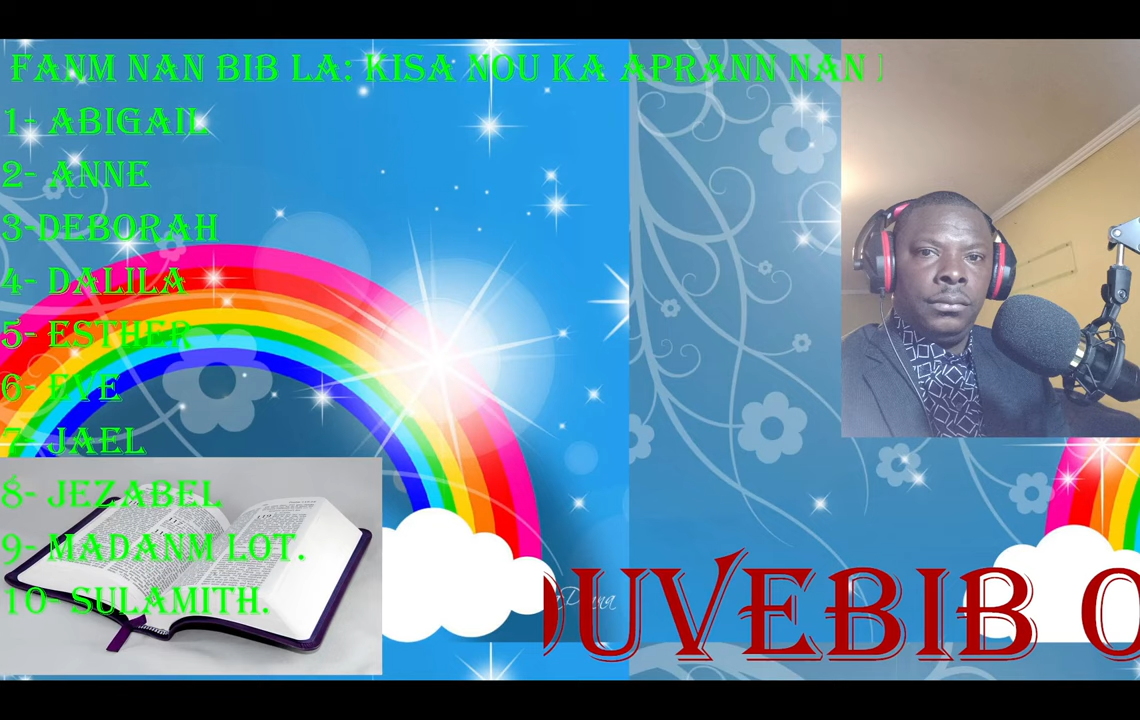 FANM NAN BIB LA: KISA NOU KA APRANN NAN
1- ABIGAIL
2- ANNE
3-DEBORAH
4- DALILA
5- ESTHER
6- EVE
7- JAEL
8- JEZABEL
9- MADANM LOT.
10- SULAMITH.
OUVEBIB O